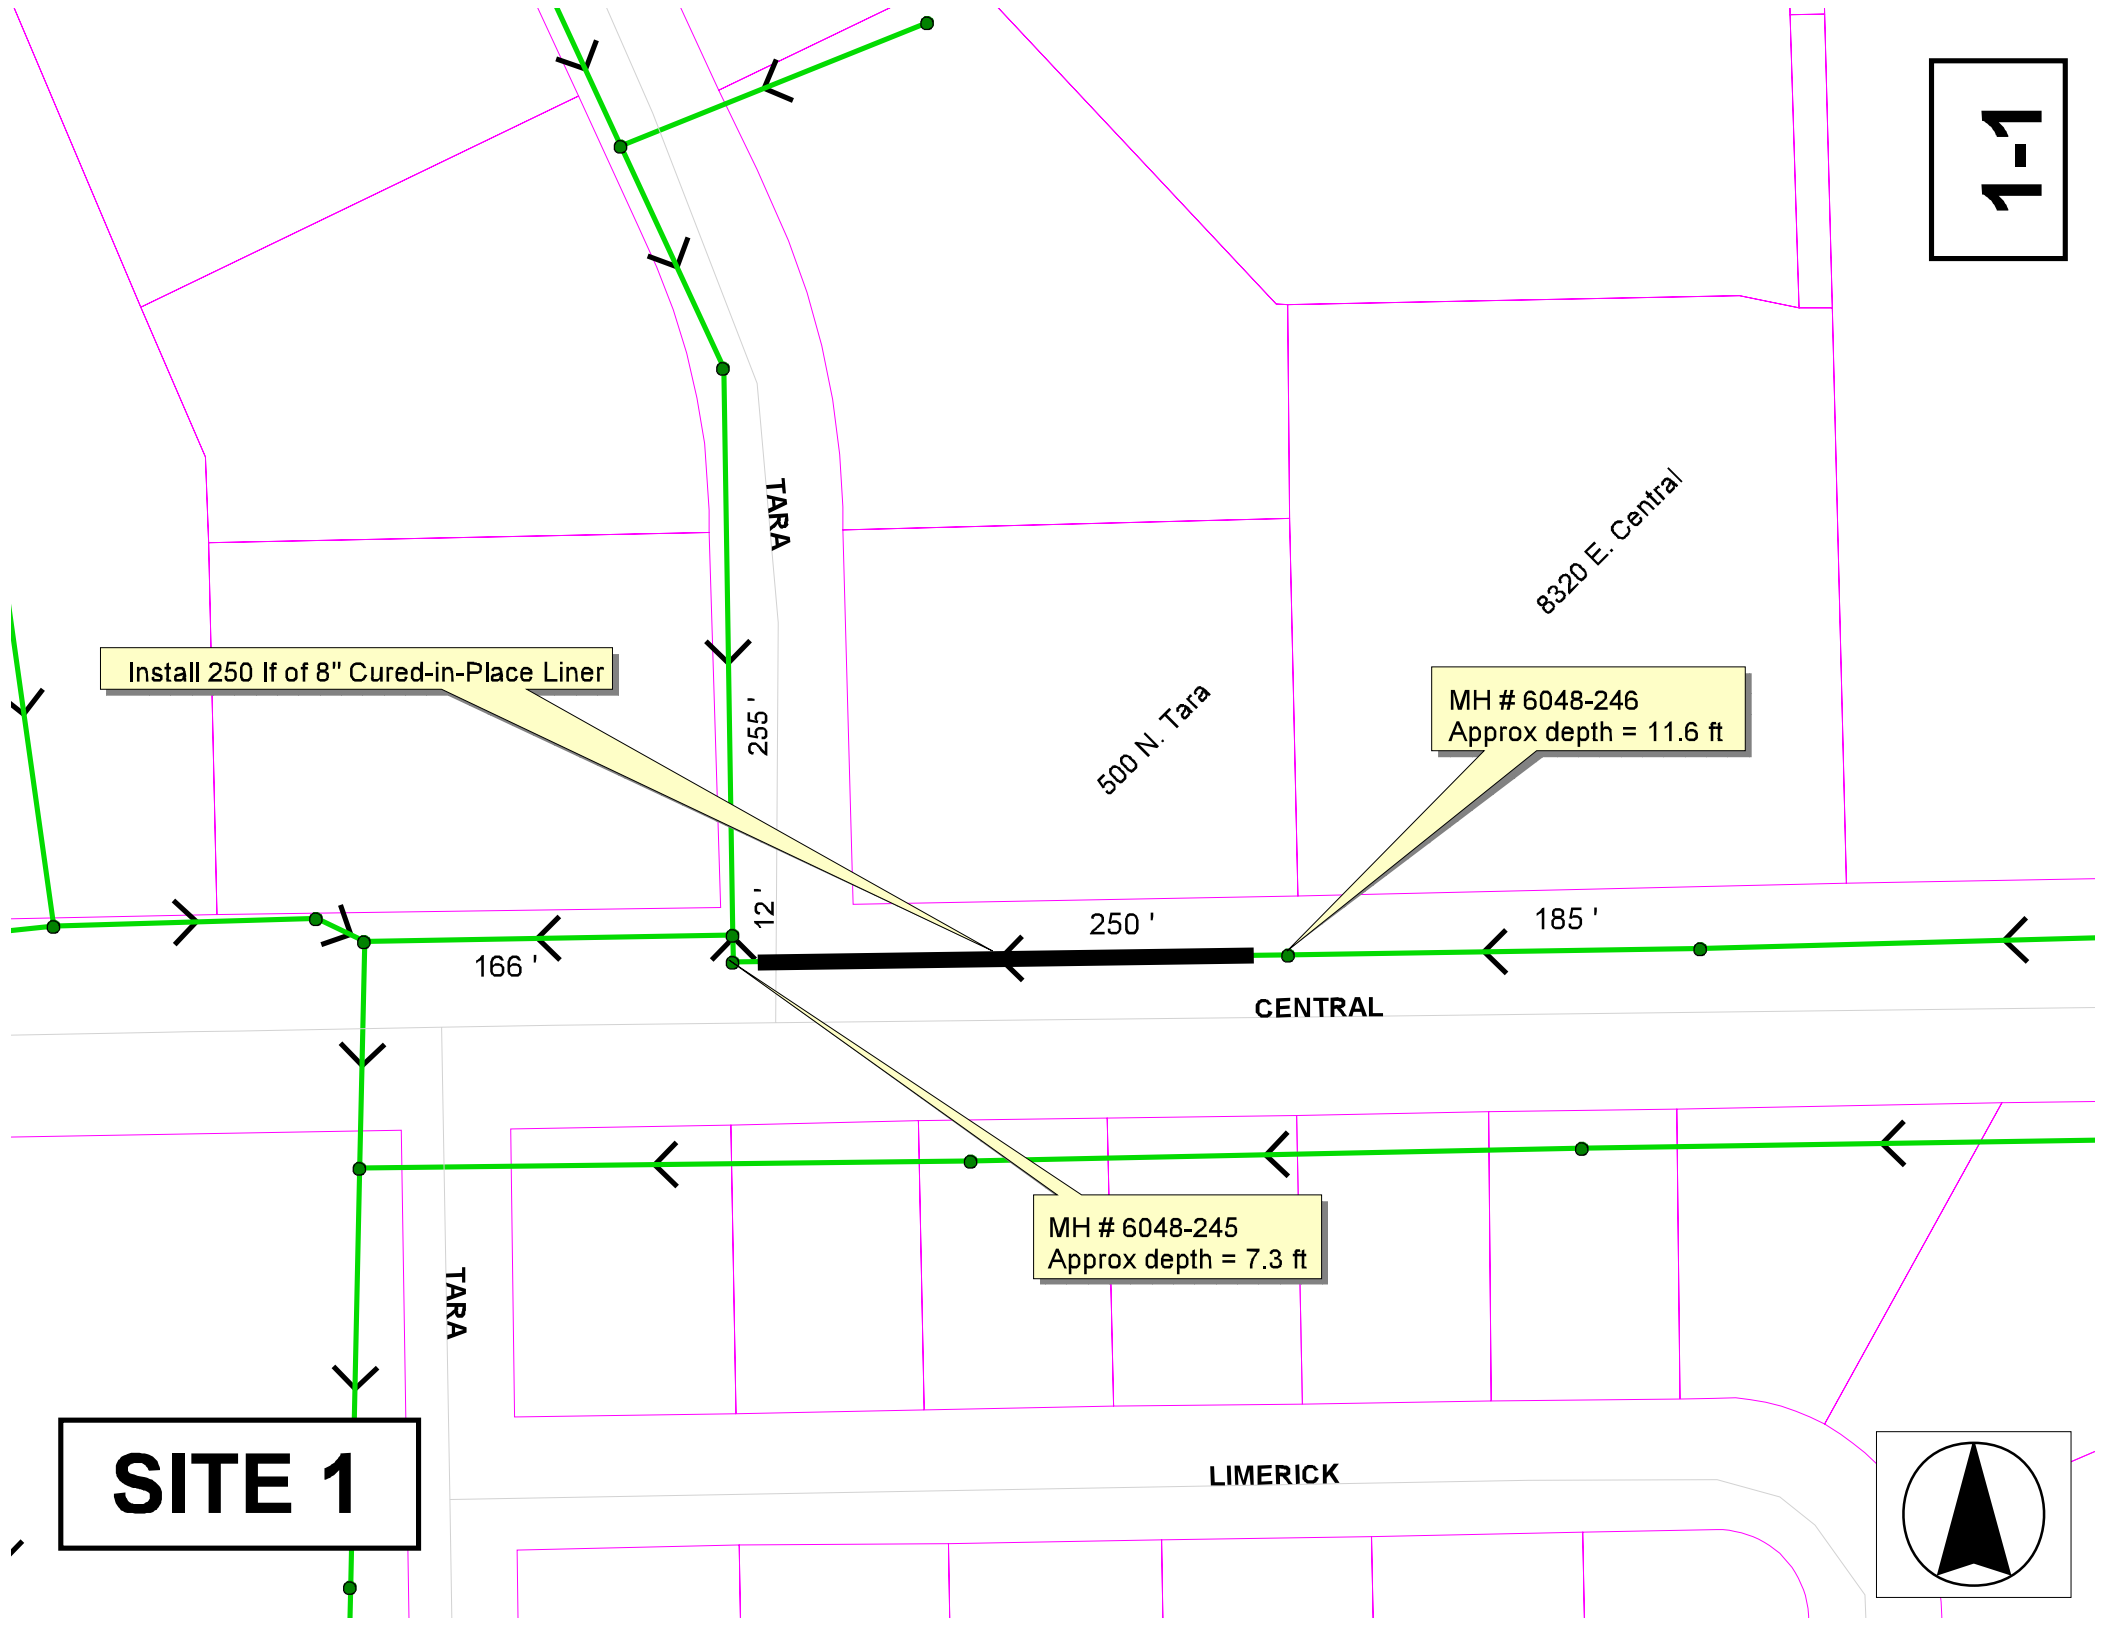 1-1
TARA
8320 E. Central
Install 250 lf of 8" Cured-in-Place Liner
255 '
500 N. Tara
MH # 6048-246
Approx depth = 11.6 ft
12 '
250 '
185 '
166 '
CENTRAL
MH # 6048-245
Approx depth = 7.3 ft
TARA
SITE 1
LIMERICK